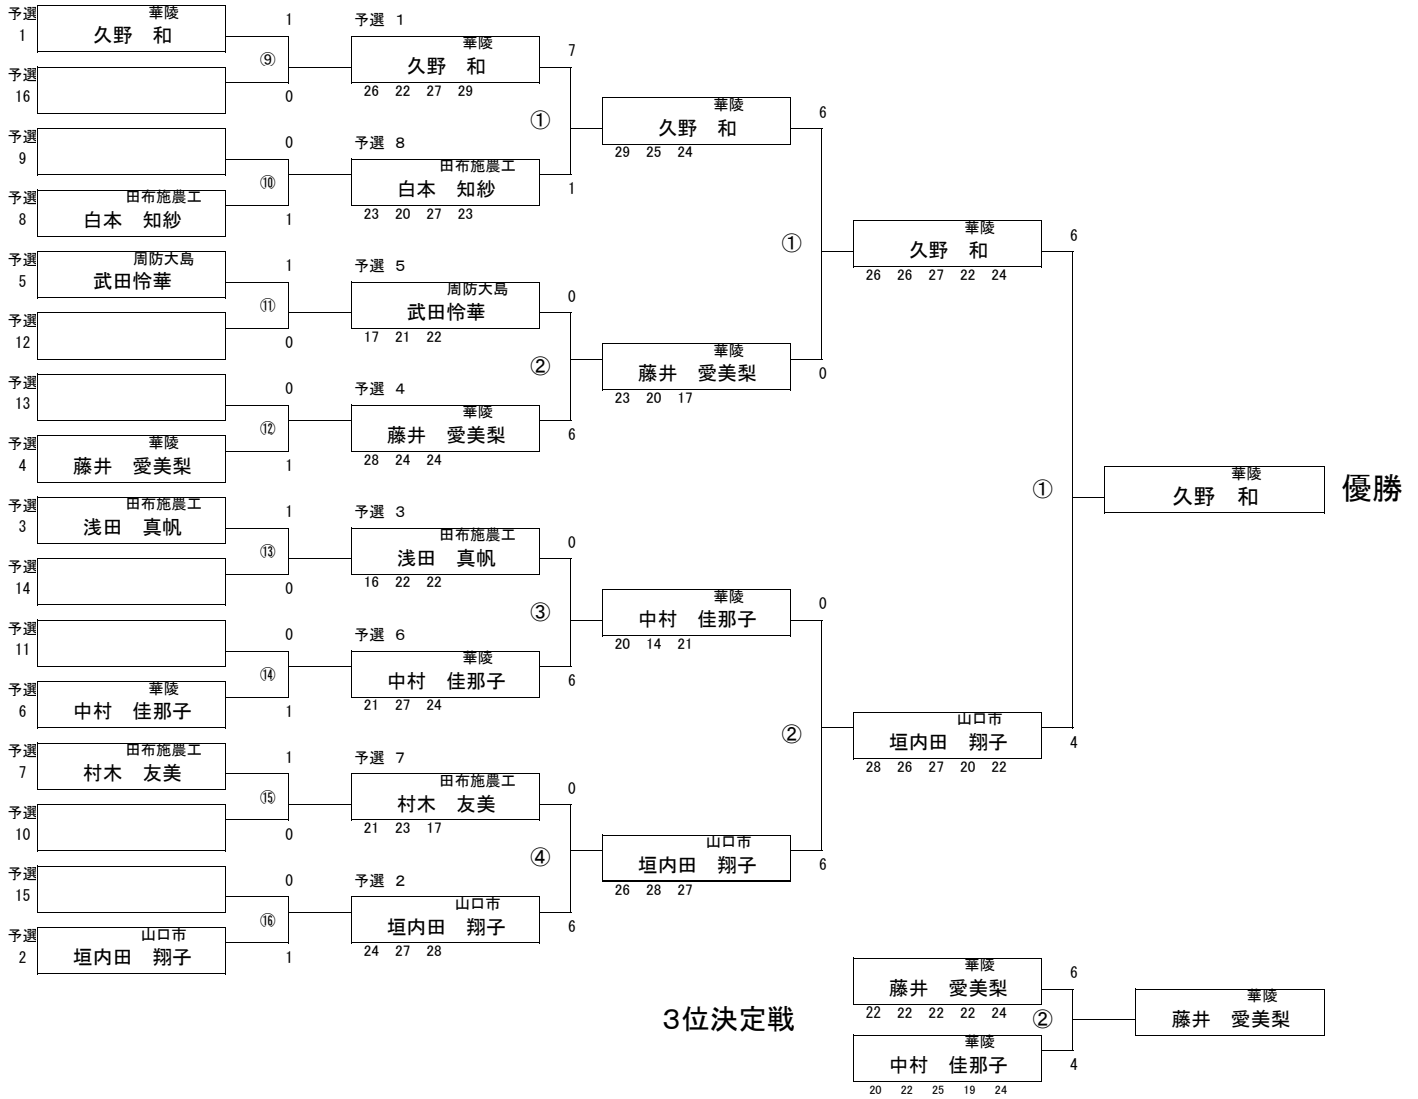 予選 1 華陵
久野 和
1
⑨
予選 16
0
予選 9
0
⑩
予選 8 田布施農工
白本 知紗
1
予選 5 周防大島
武田怜華
1
⑪
予選 12
0
予選 13
0
⑫
予選 4 華陵
藤井 愛美梨
1
予選 3 田布施農工
浅田 真帆
1
⑬
予選 14
0
予選 11
0
⑭
予選 6 華陵
中村 佳那子
1
予選 7 田布施農工
村木 友美
1
⑮
予選 10
0
予選 15
0
⑯
予選 2 山口市
垣内田 翔子
1
予選 1
華陵
久野 和
26 22 27 29
7
①
予選 8
田布施農工
白本 知紗
23 20 27 23
1
予選 5
周防大島
武田怜華
17 21 22
0
②
予選 4
華陵
藤井 愛美梨
28 24 24
6
予選 3
田布施農工
浅田 真帆
16 22 22
0
③
予選 6
華陵
中村 佳那子
21 27 24
6
予選 7
田布施農工
村木 友美
21 23 17
0
④
予選 2
山口市
垣内田 翔子
24 27 28
6
華陵
久野 和
29 25 24
6
①
華陵
藤井 愛美梨
23 20 17
0
華陵
中村 佳那子
20 14 21
0
②
山口市
垣内田 翔子
26 28 27
6
華陵
久野 和
26 26 27 22 24
6
①
山口市
垣内田 翔子
28 26 27 20 22
4
華陵
久野 和
優勝
3位決定戦
華陵
藤井 愛美梨
22 22 22 22 24
6
②
華陵
中村 佳那子
20 22 25 19 24
4
華陵
藤井 愛美梨